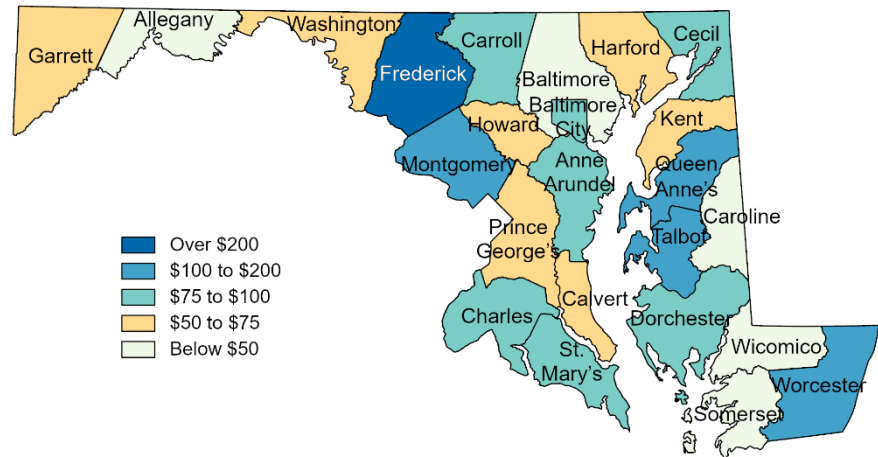 Allegany
Washington
Garrett
Carroll
Harford
Cecil
Frederick
Baltimore
Baltimore
City
Howard
Kent
Montgomery
Anne
Arundel
Queen
Anne's
Caroline
Prince
George's
Talbot
Over $200
$100 to $200
$75 to $100
$50 to $75
Below $50
Calvert
Charles
Dorchester
St.
Mary's
Wicomico
Worcester
Somerset